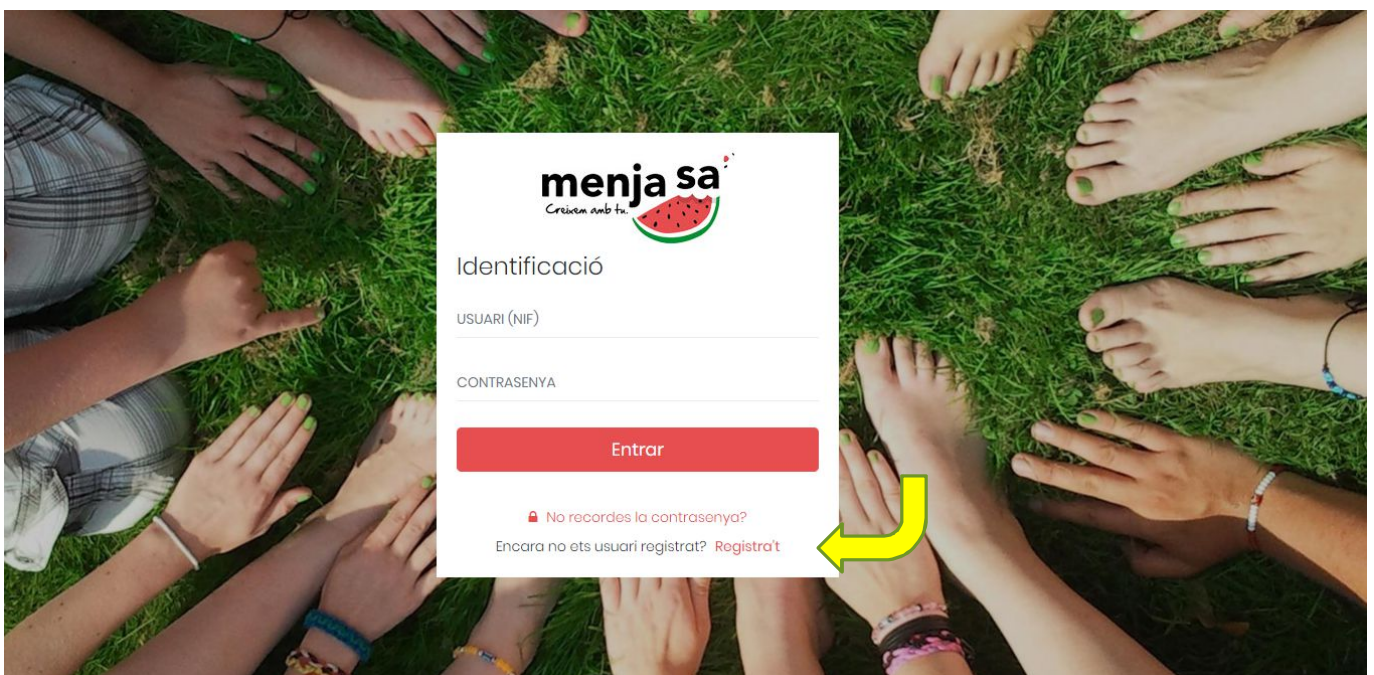 menja sa
Creixem amb tu.
Identificació
USUARI (NIF)
CONTRASENYA
Entrar
No recordes la contrasenya?
Encara no ets usuari registrat? Registra't